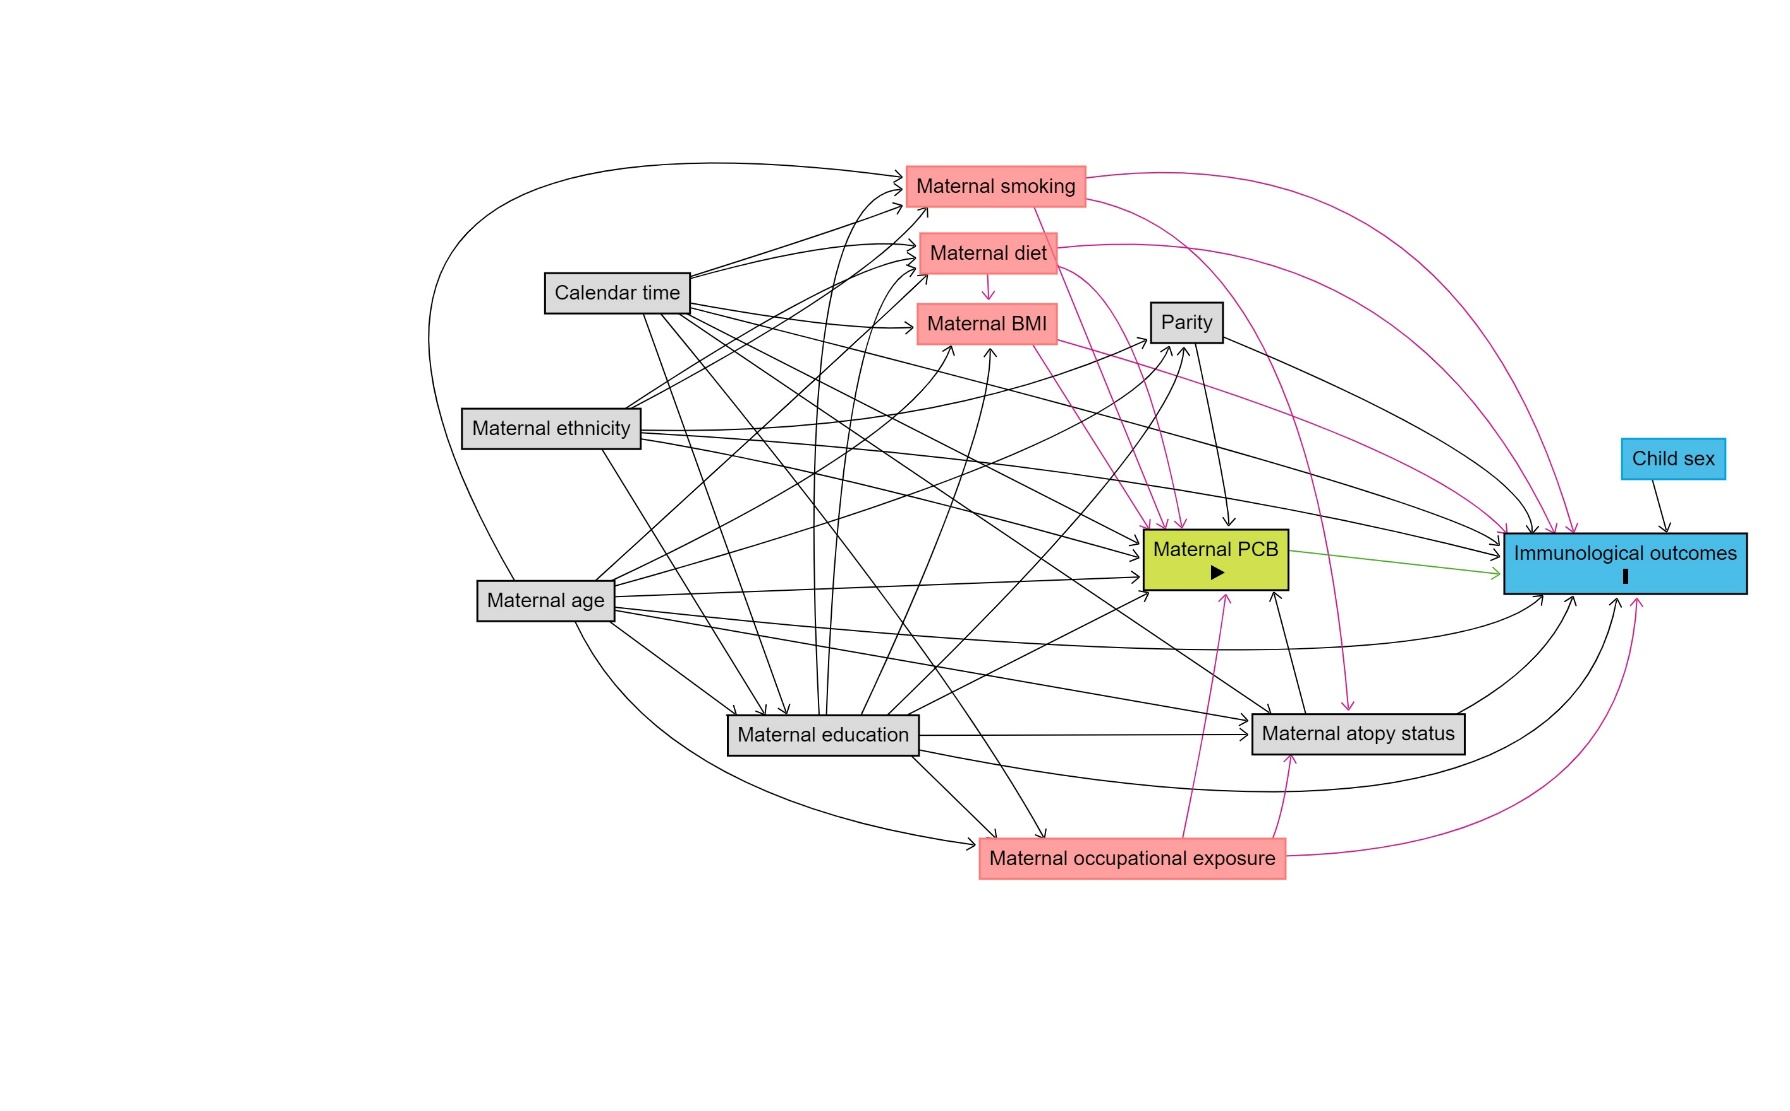 Maternal smoking
Maternal diet
Calendar time
Maternal BMI
Parity
Maternal ethnicity
Child sex
Maternal PCB
Immunological outcomes
Maternal age
Maternal education
Maternal atopy status
Maternal occupational exposure